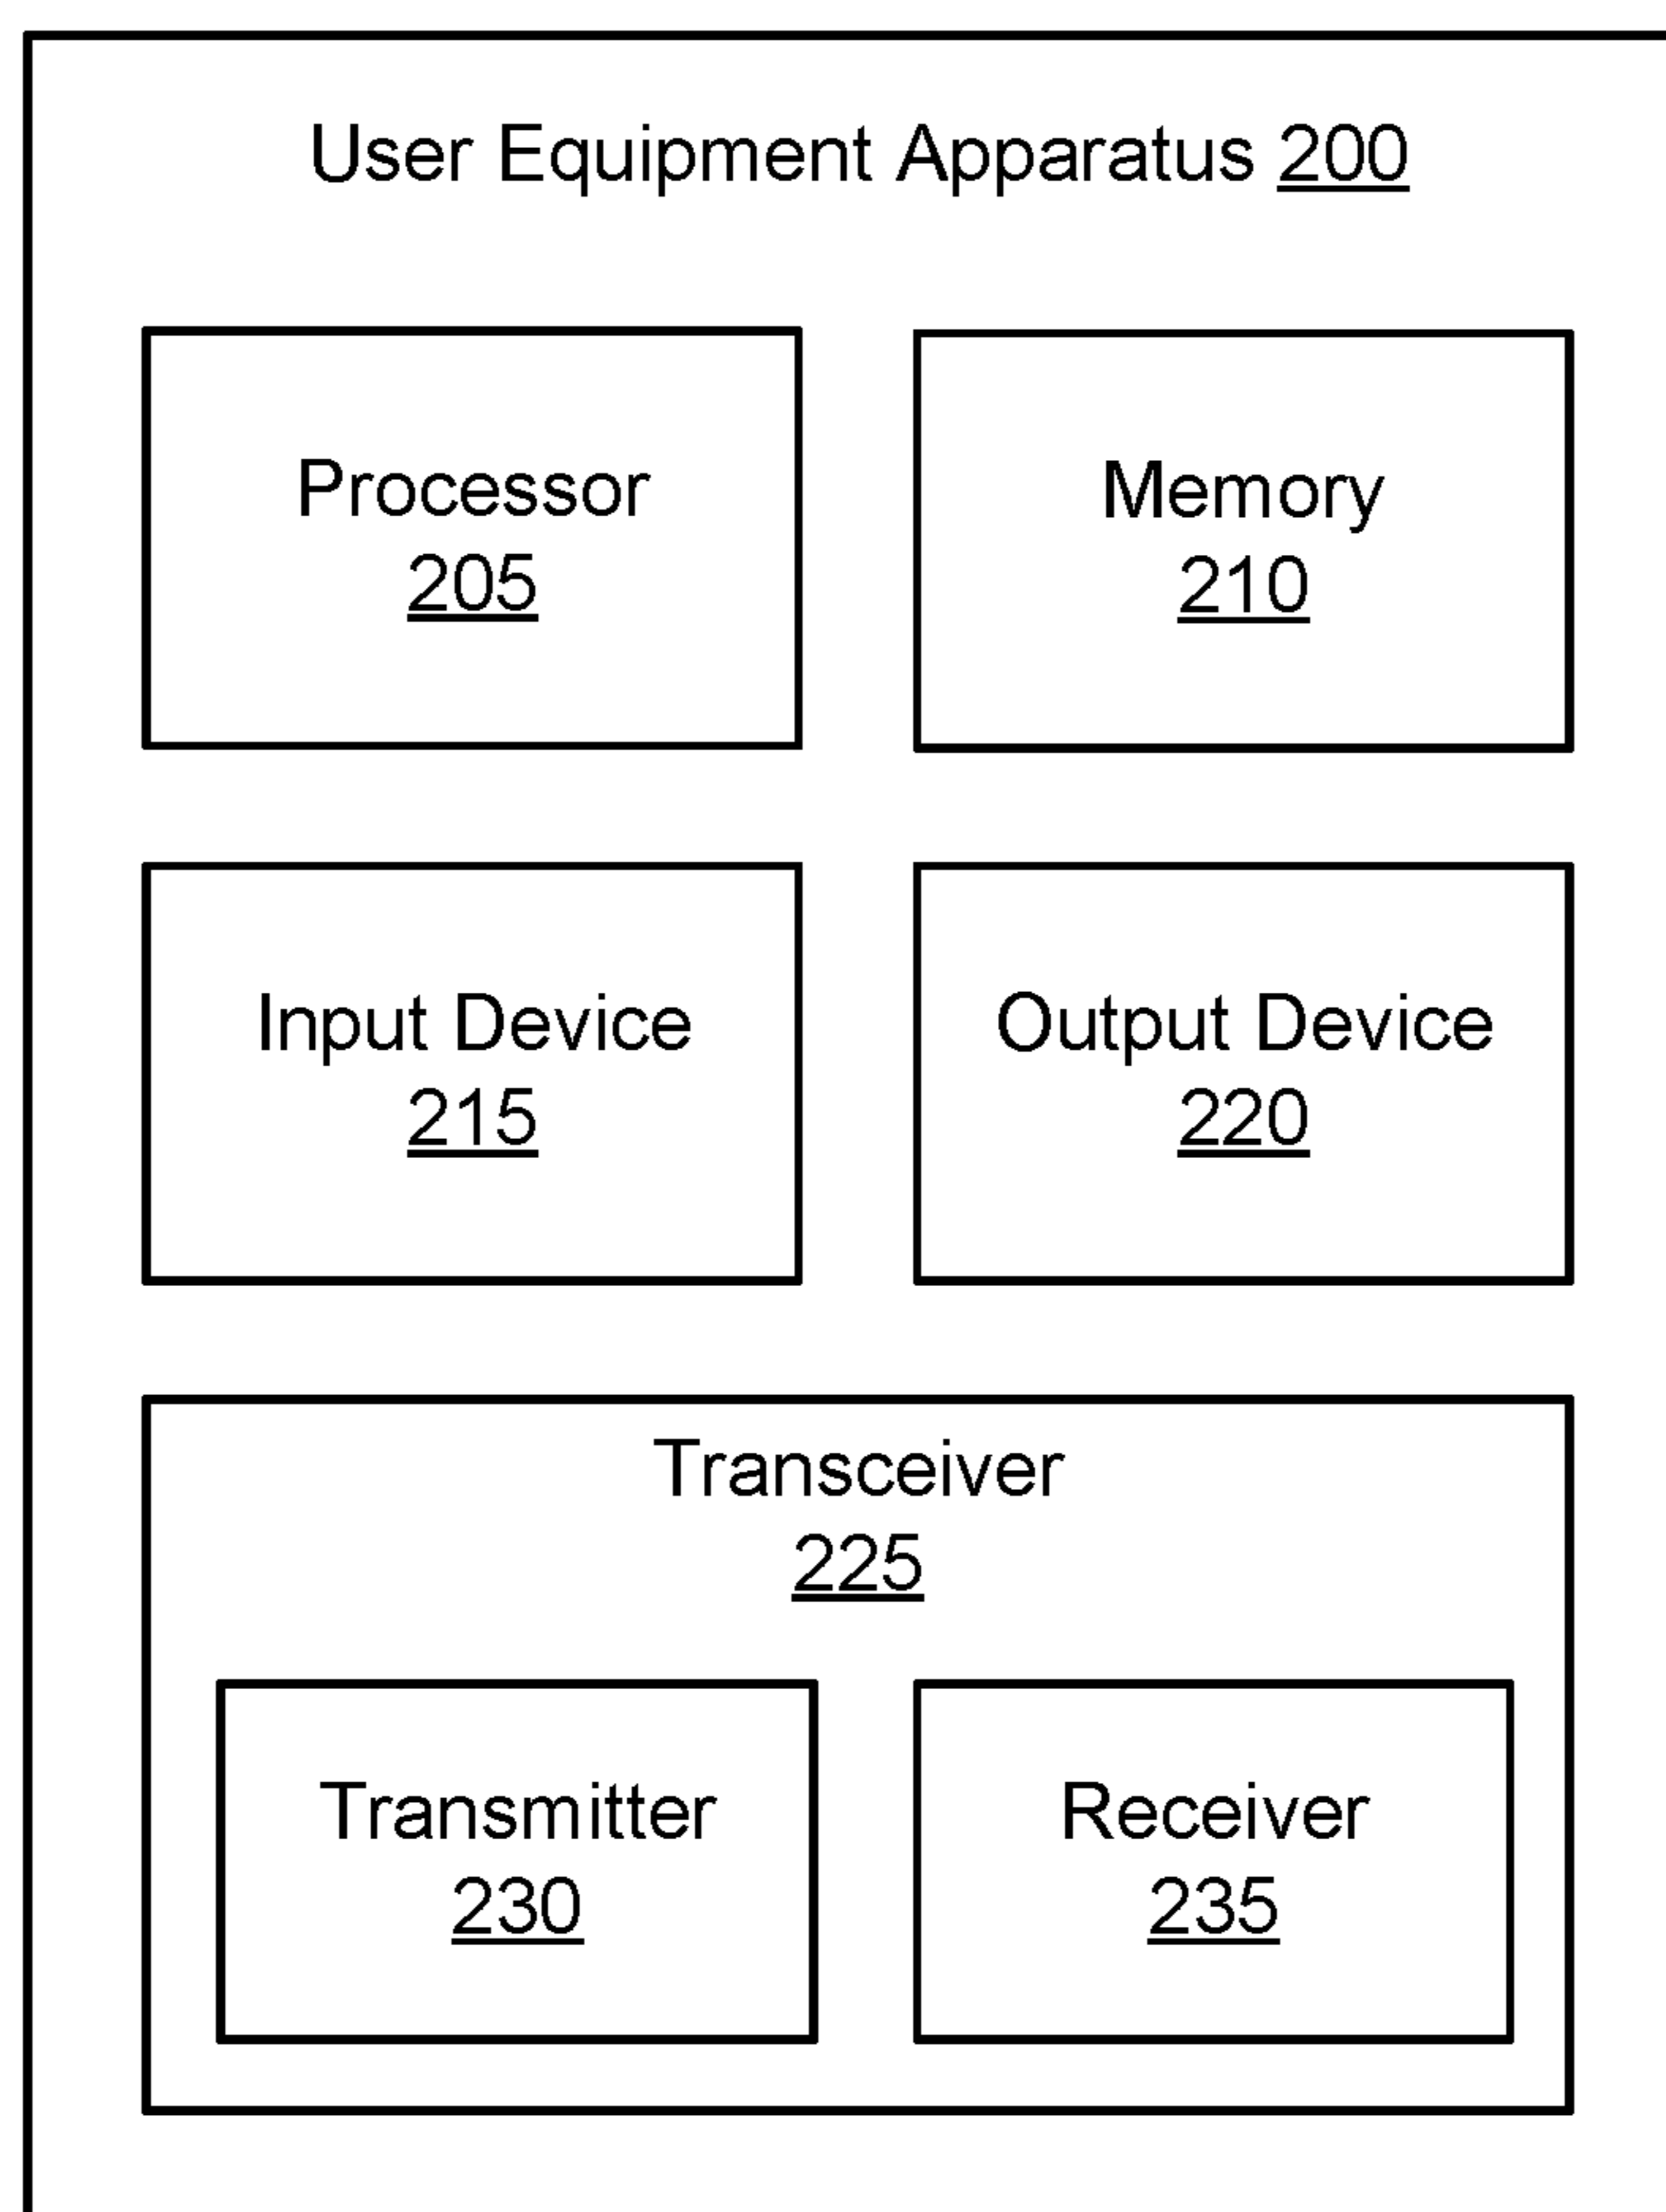 User Equipment Apparatus 200
Processor
205
Memory
210
Input Device
215
Output Device
220
Transceiver
225
Transmitter
230
Receiver
235